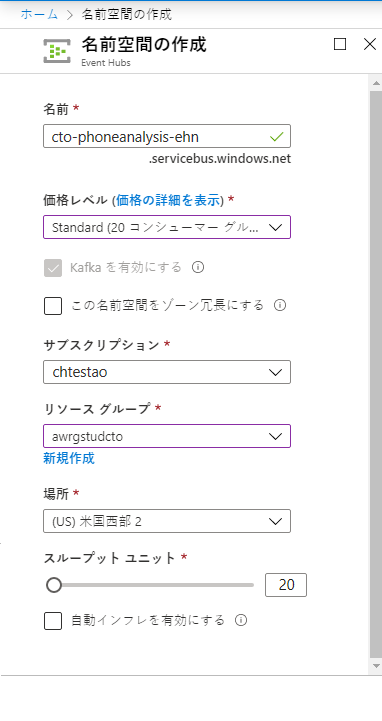 ホーム > 名前空間の作成
名前空間の作成
Event Hubs
名前 *
cto-phoneanalysis-ehn
.servicebus.windows.net
価格レベル (価格の詳細を表示) *
Standard (20 コンシューマー グル...
Kafka を有効にする
この名前空間をゾーン冗長にする
サブスクリプション *
chtestao
リソース グループ *
awrgstudcto
新規作成
場所 *
(US) 米国西部 2
スループット ユニット *
20
自動インフレを有効にする